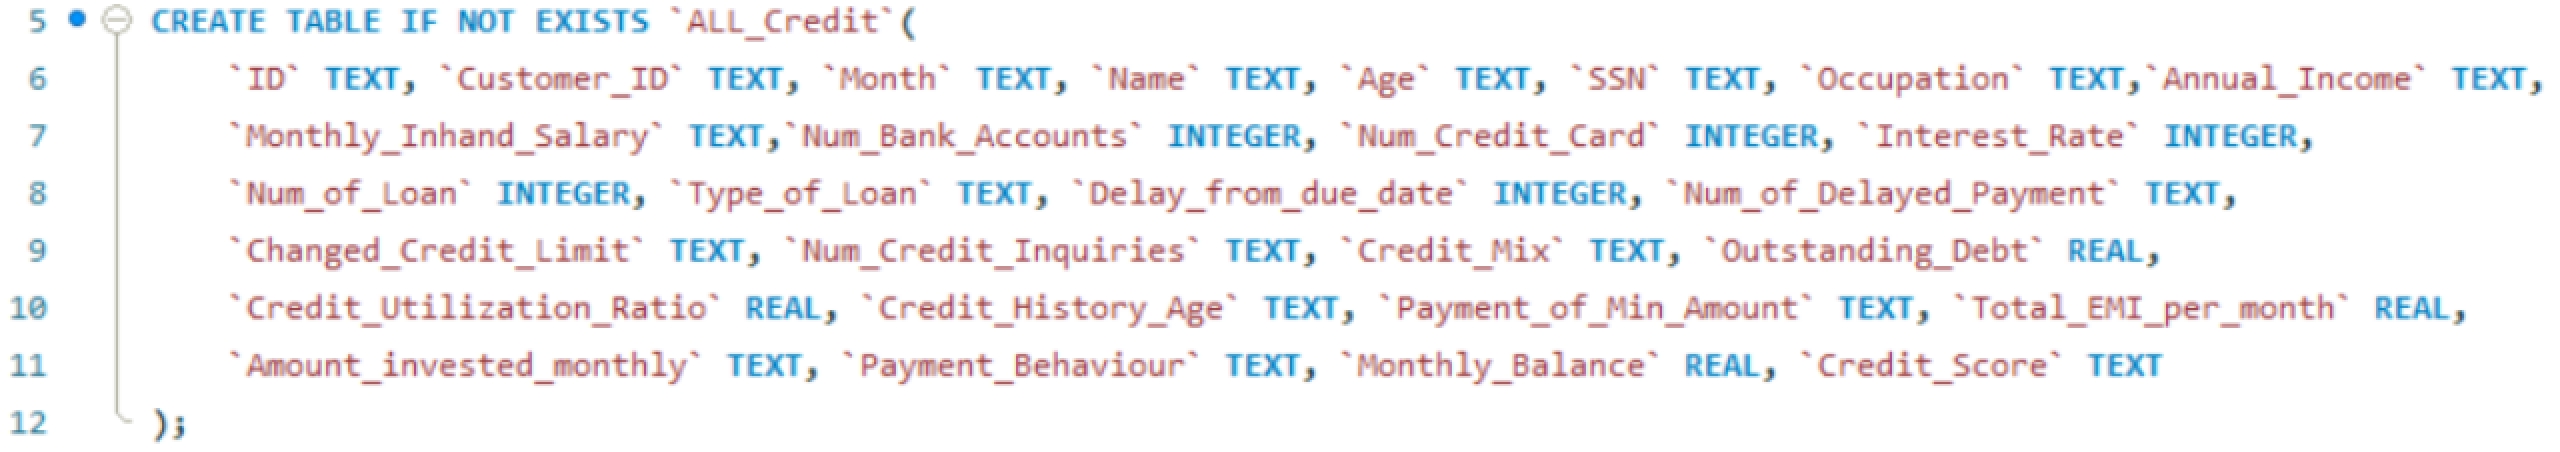 5 CREATE TABLE IF NOT EXISTS `ALL_Credit`(
6 `ID` TEXT, `Customer_ID` TEXT, `Month` TEXT, `Name` TEXT, `Age` TEXT, `SSN` TEXT, `Occupation` TEXT,`Annual_Income` TEXT,
7 `Monthly_Inhand_Salary` TEXT,`Num_Bank_Accounts` INTEGER, `Num_Credit_Card` INTEGER, `Interest_Rate` INTEGER,
8 `Num_of_Loan` INTEGER, `Type_of_Loan` TEXT, `Delay_from_due_date` INTEGER, `Num_of_Delayed_Payment` TEXT,
9 `Changed_Credit_Limit` TEXT, `Num_Credit_Inquiries` TEXT, `Credit_Mix` TEXT, `Outstanding_Debt` REAL,
10 `Credit_Utilization_Ratio` REAL, `Credit_History_Age` TEXT, `Payment_of_Min_Amount` TEXT, `Total_EMI_per_month` REAL,
11 `Amount_invested_monthly` TEXT, `Payment_Behaviour` TEXT, `Monthly_Balance` REAL, `Credit_Score` TEXT
12 );